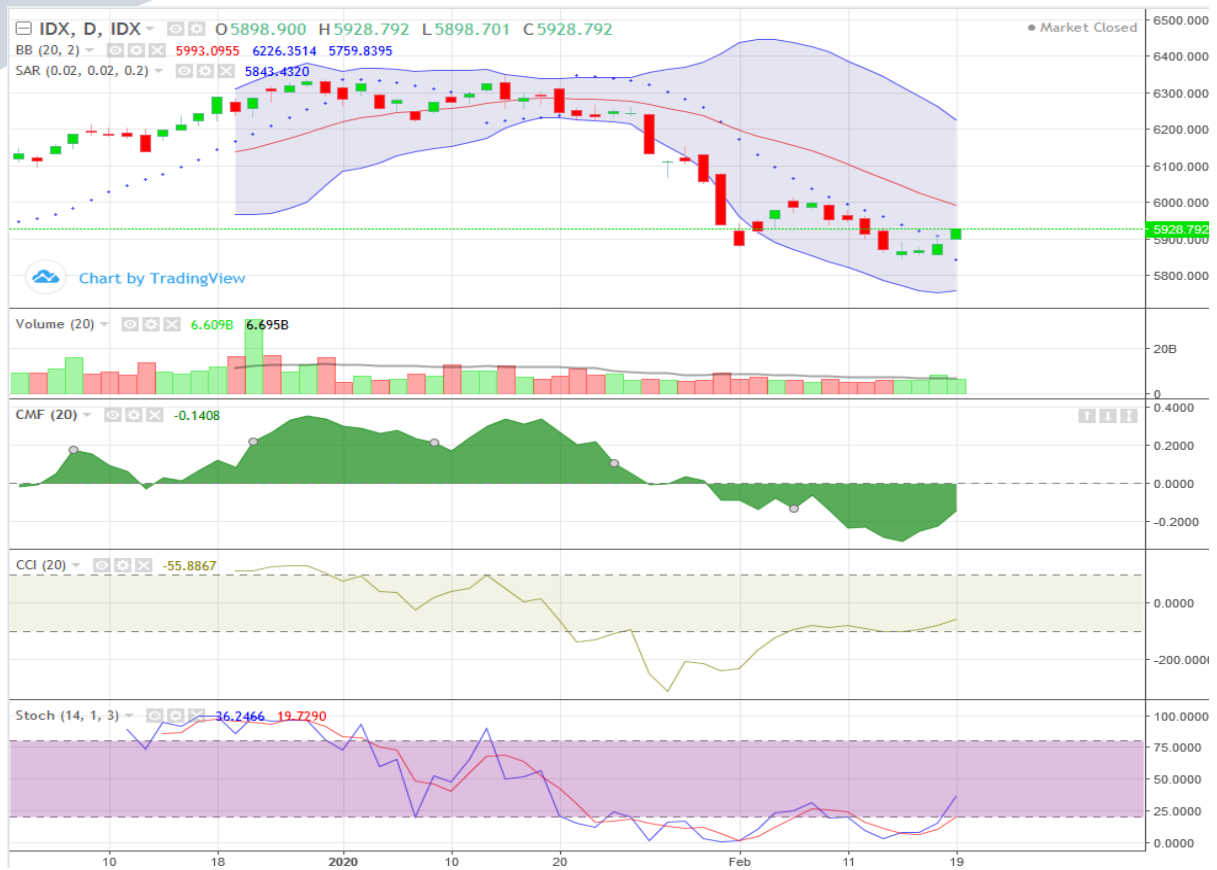 IDX, D, IDX O5898.900 H5928.792 L5898.701 C5928.792
Market Closed
BB (20, 2) 5993.0955 6226.3514 5759.8395
SAR (0.02, 0.02, 0.2) 5843.4320
6500.000
6400.000
6300.000
6200.000
6100.000
6000.000
5928.792
5900.000
5800.000
Chart by TradingView
Volume (20) 6.609B 6.695B
20B
0
CMF (20) -0.1408
0.4000
0.2000
0.0000
-0.2000
CCI (20) -55.8867
0.0000
-200.0000
Stoch (14, 1, 3) 36.2466 19.7290
100.0000
75.0000
50.0000
25.0000
0.0000
10 18 2020 10 20 Feb 11 19